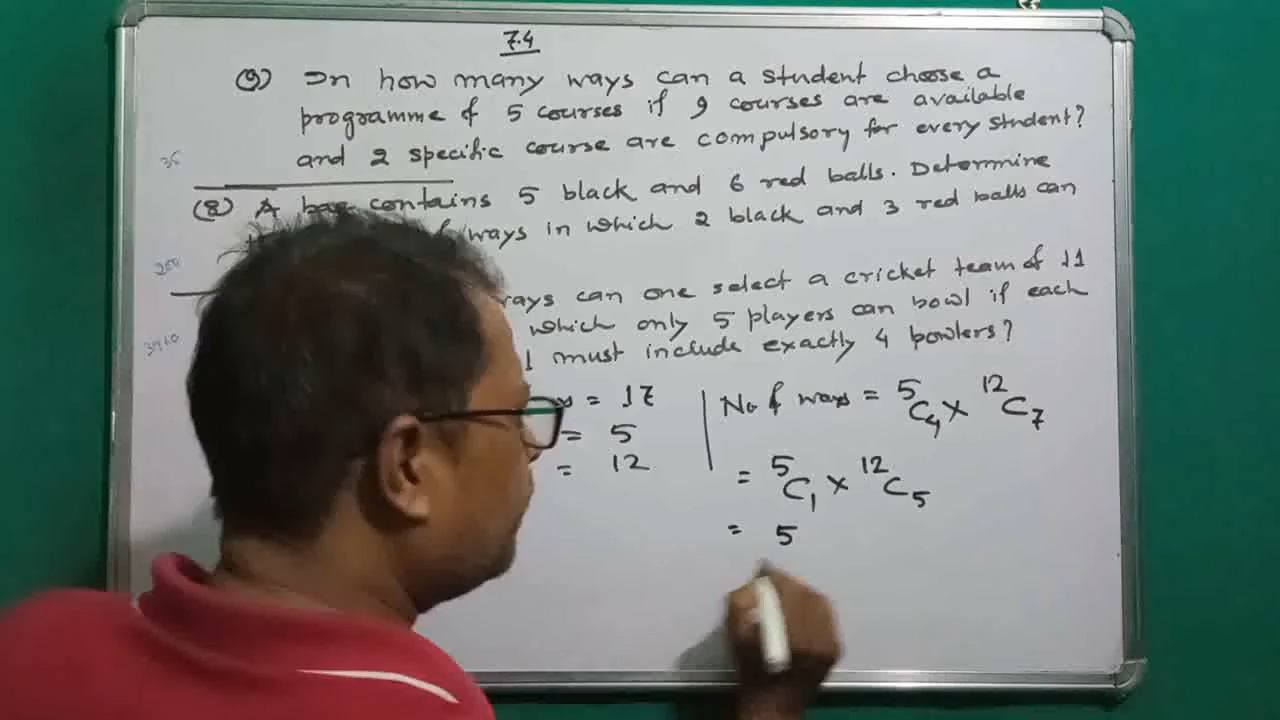 7.4
(9) In how many ways can a student choose a
programme of 5 courses if 9 courses are available
and 2 specific course are compulsory for every student?
(8) A bag contains 5 black and 6 red balls. Determine
ways in which 2 black and 3 red balls can
200
ways can one select a cricket team of 11
which only 5 players can bowl if each
must include exactly 4 bowlers?
3960
= 17
= 5
= 12
No of ways = ⁵C₄ × ¹²C₇
= ⁵C₁ × ¹²C₅
= 5